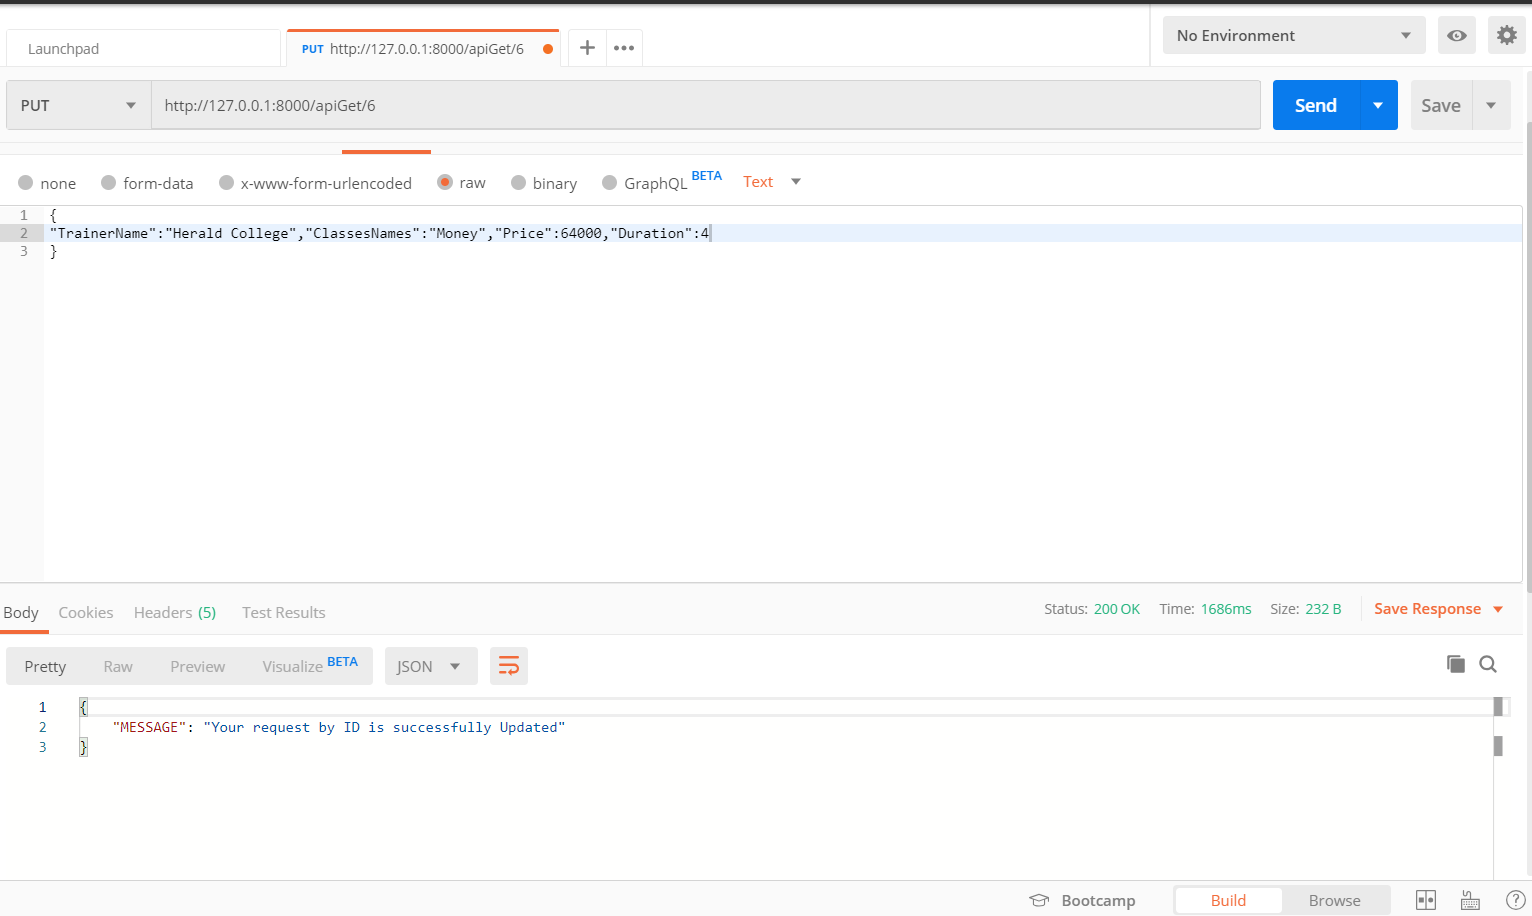 Launchpad
PUT http://127.0.0.1:8000/apiGet/6
No Environment
PUT
http://127.0.0.1:8000/apiGet/6
Send
Save
none
form-data
x-www-form-urlencoded
raw
binary
GraphQL BETA
Text
1 {
2 "TrainerName":"Herald College","ClassesNames":"Money","Price":64000,"Duration":4
3 }
Body
Cookies
Headers (5)
Test Results
Status: 200 OK
Time: 1686ms
Size: 232 B
Save Response
Pretty
Raw
Preview
Visualize BETA
JSON
1 {
2 "MESSAGE": "Your request by ID is successfully Updated"
3 }
Bootcamp
Build
Browse